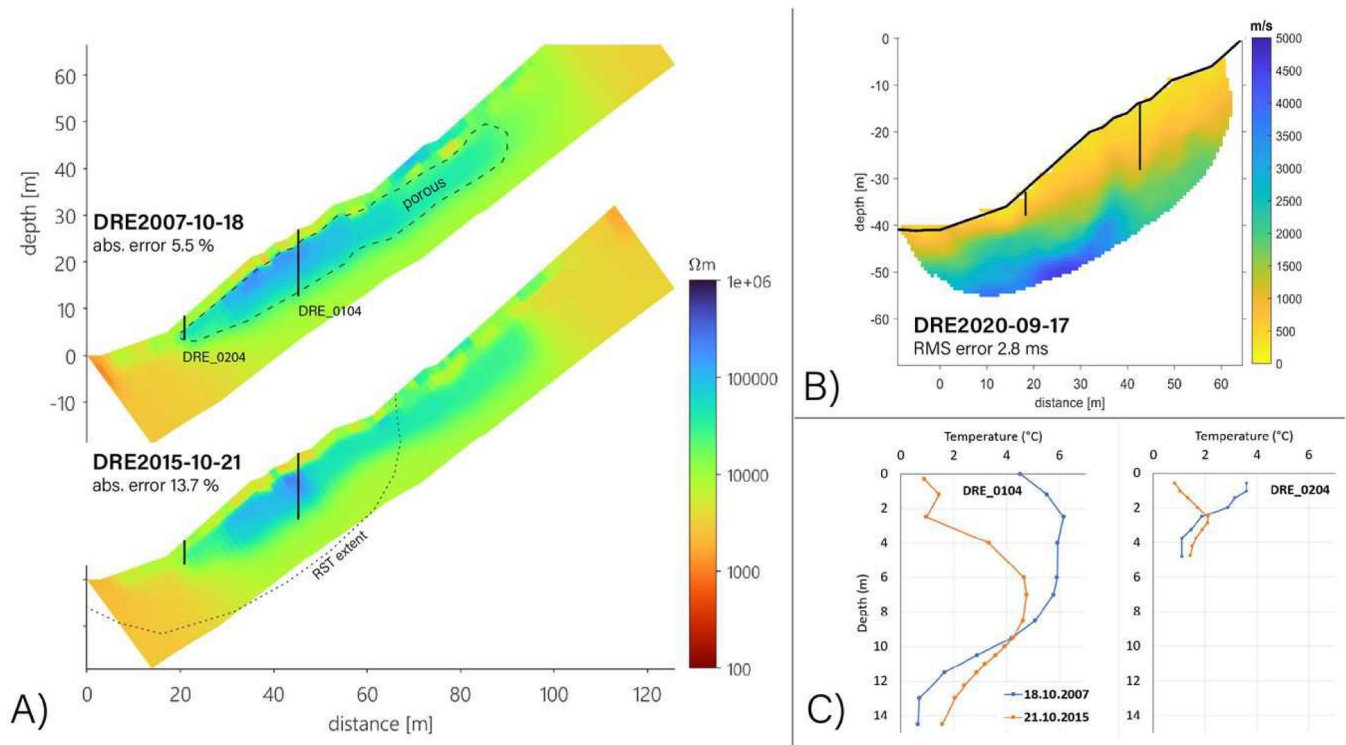 A)
depth [m]
60
50
40
30
20
10
0
-10
DRE2007-10-18
abs. error 5.5 %
porous
DRE_0104
DRE_0204
DRE2015-10-21
abs. error 13.7 %
RST extent
0
20
40
60
80
100
120
distance [m]
Ωm
1e+06
100000
10000
1000
100
B)
depth [m]
0
-10
-20
-30
-40
-50
-60
DRE2020-09-17
RMS error 2.8 ms
0
10
20
30
40
50
60
distance [m]
m/s
5000
4500
4000
3500
3000
2500
2000
1500
1000
500
0
C)
Temperature (°C)
0
2
4
6
DRE_0104
Depth (m)
0
2
4
6
8
10
12
14
18.10.2007
21.10.2015
Temperature (°C)
0
2
4
6
DRE_0204
0
2
4
6
8
10
12
14